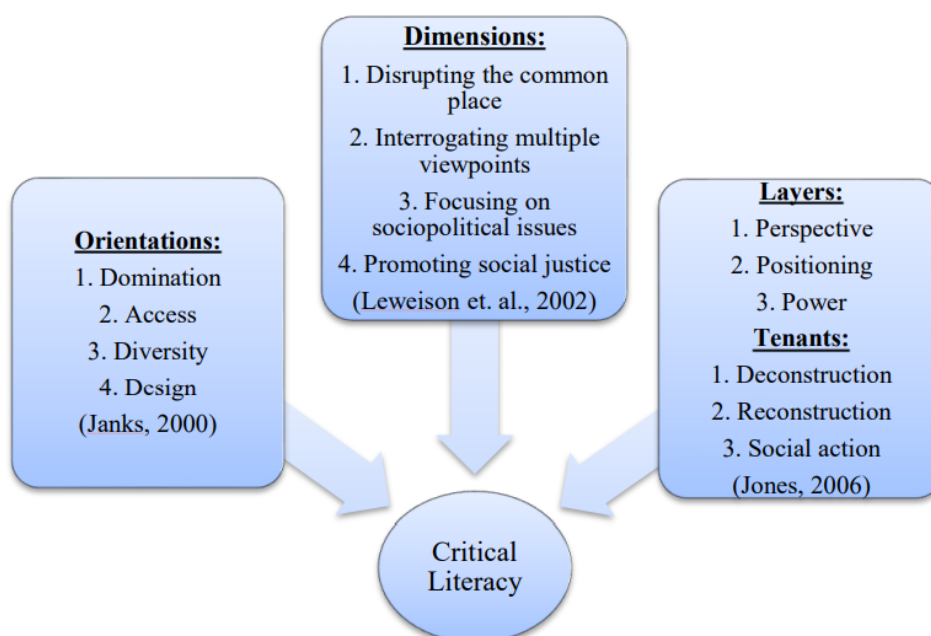 Dimensions:
1. Disrupting the common
place
2. Interrogating multiple
viewpoints
3. Focusing on
sociopolitical issues
4. Promoting social justice
(Leweison et. al., 2002)
Orientations:
1. Domination
2. Access
3. Diversity
4. Design
(Janks, 2000)
Layers:
1. Perspective
2. Positioning
3. Power
Tenants:
1. Deconstruction
2. Reconstruction
3. Social action
(Jones, 2006)
Critical
Literacy